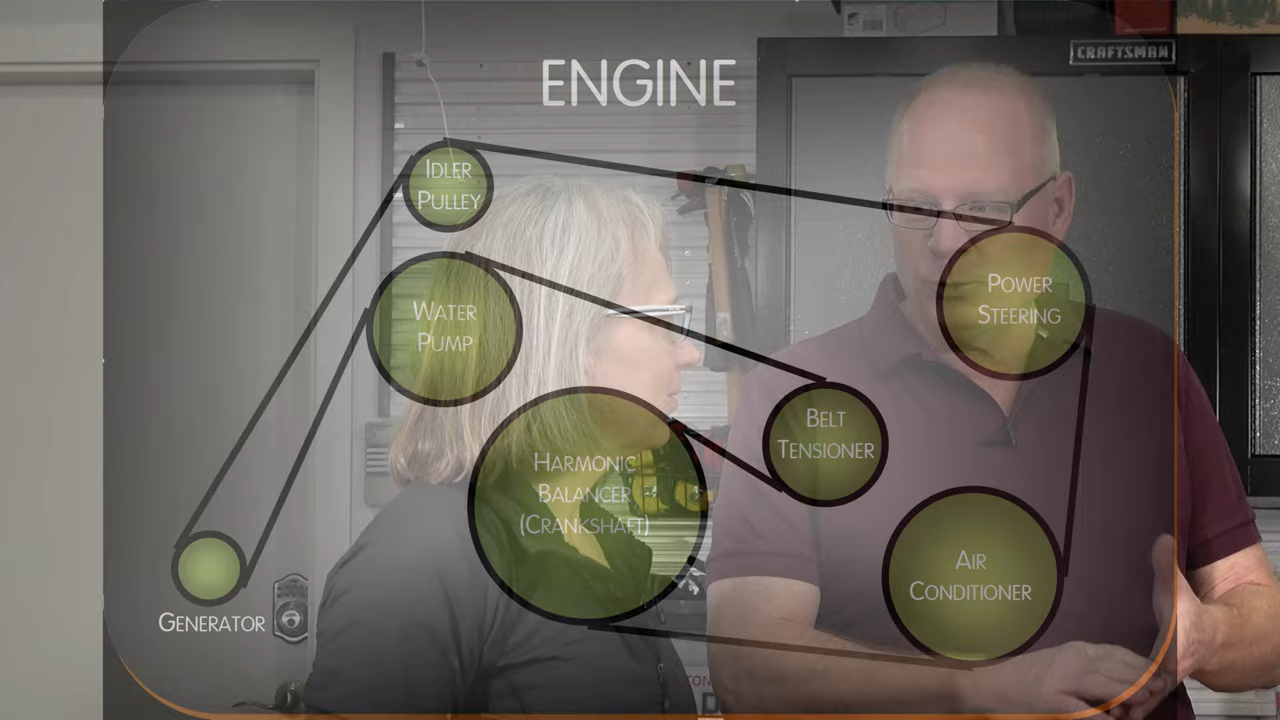 CRAFTSMAN
ENGINE
IDLER
PULLEY
WATER
PUMP
POWER
STEERING
BELT
TENSIONER
HARMONIC
BALANCER
(CRANKSHAFT)
AIR
CONDITIONER
GENERATOR